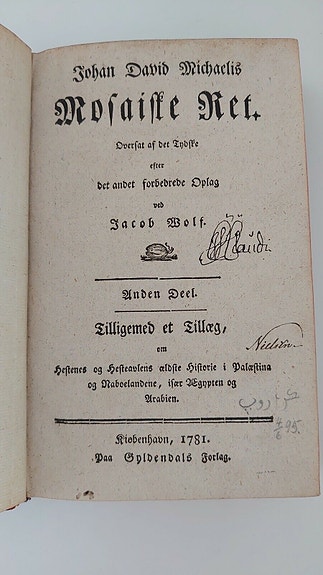 Johan David Michaelis
Mosaiske Ret.
Oversat af det Tydske
efter
det andet forbedrede Oplag
ved
Jacob Wolf.
Anden Deel.
Tilligemed et Tillæg,
om
Hestenes og Hesteavlens ældste Historie i Palæstina
og Nabolandene, især Ægypten og
Arabien.
Nielsen
Kiøbenhavn, 1781.
Paa Gyldendals Forlag.